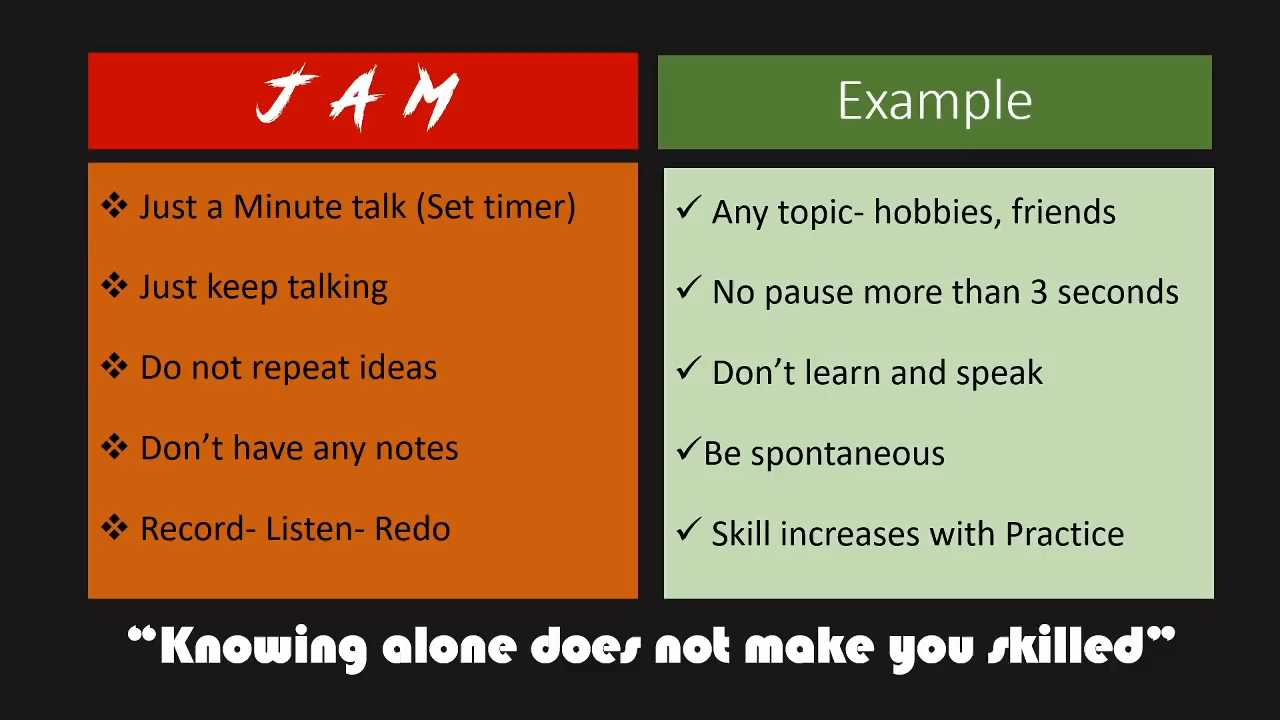 J A M
Just a Minute talk (Set timer)
Just keep talking
Do not repeat ideas
Don’t have any notes
Record- Listen- Redo
Example
Any topic- hobbies, friends
No pause more than 3 seconds
Don’t learn and speak
Be spontaneous
Skill increases with Practice
“Knowing alone does not make you skilled”